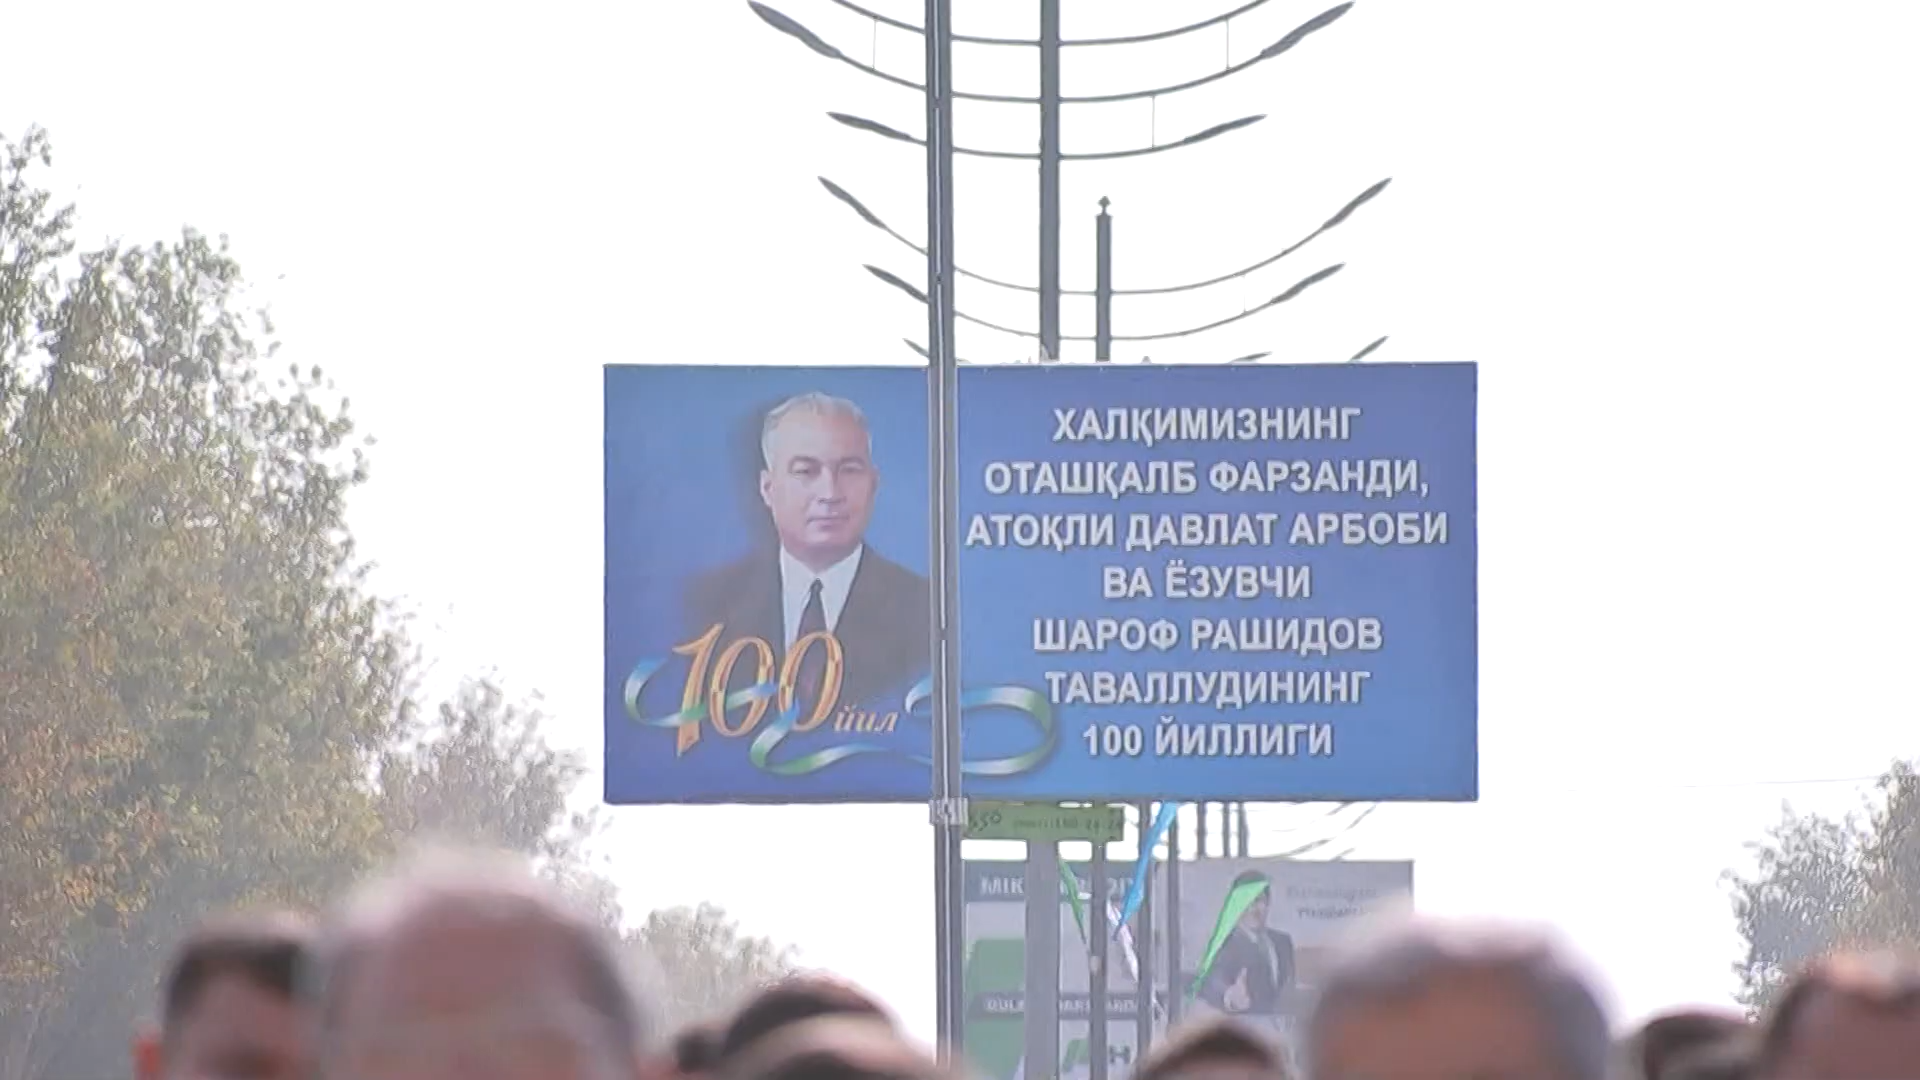 ХАЛҚИМИЗНИНГ
ОТАШҚАЛБ ФАРЗАНДИ,
АТОҚЛИ ДАВЛАТ АРБОБИ
ВА ЁЗУВЧИ
ШАРОФ РАШИДОВ
ТАВАЛЛУДИНИНГ
100 ЙИЛЛИГИ
100 йил